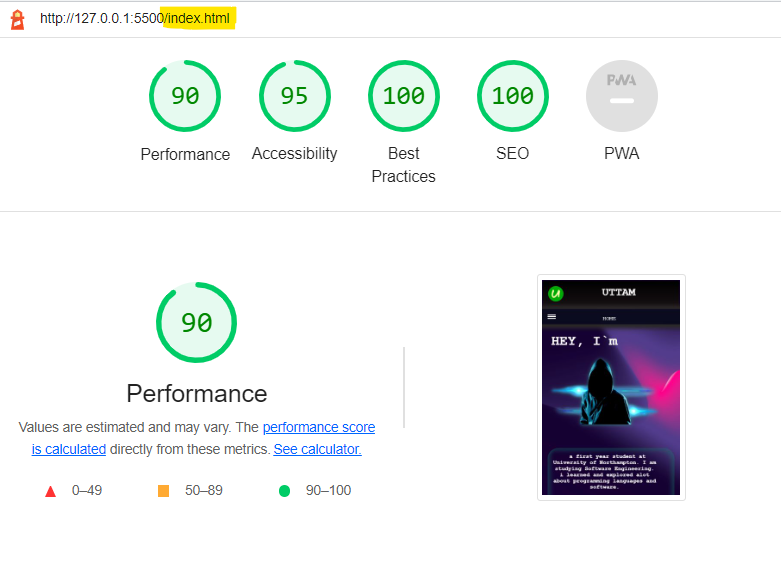 http://127.0.0.1:5500/index.html
90 95 100 100 PWA
Performance Accessibility Best Practices SEO PWA
90
Performance
Values are estimated and may vary. The performance score
is calculated directly from these metrics. See calculator.
0–49 50–89 90–100
U UTTAM
HOME
HEY, I`m
a first year student at
University of Northampton. I am
studying Software Engineering.
i learned and explored alot
about programming languages and
software.